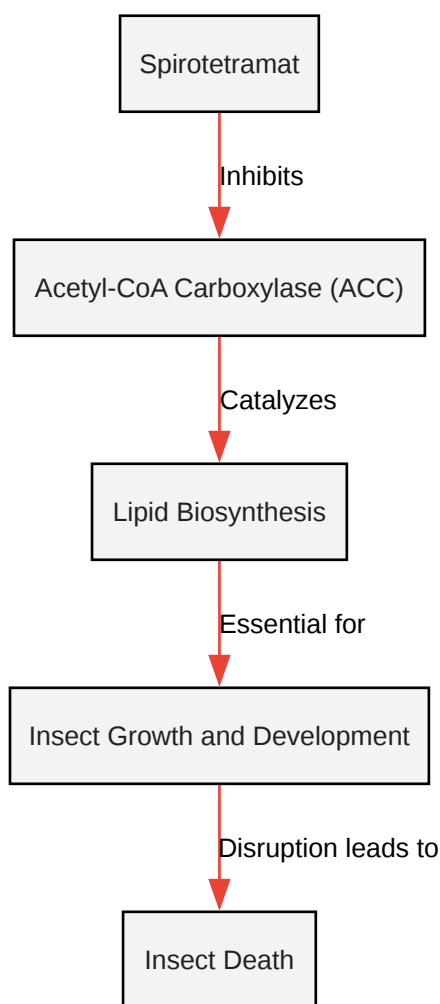 Spirotetramat
Inhibits
Acetyl-CoA Carboxylase (ACC)
Catalyzes
Lipid Biosynthesis
Essential for
Insect Growth and Development
Disruption leads to
Insect Death